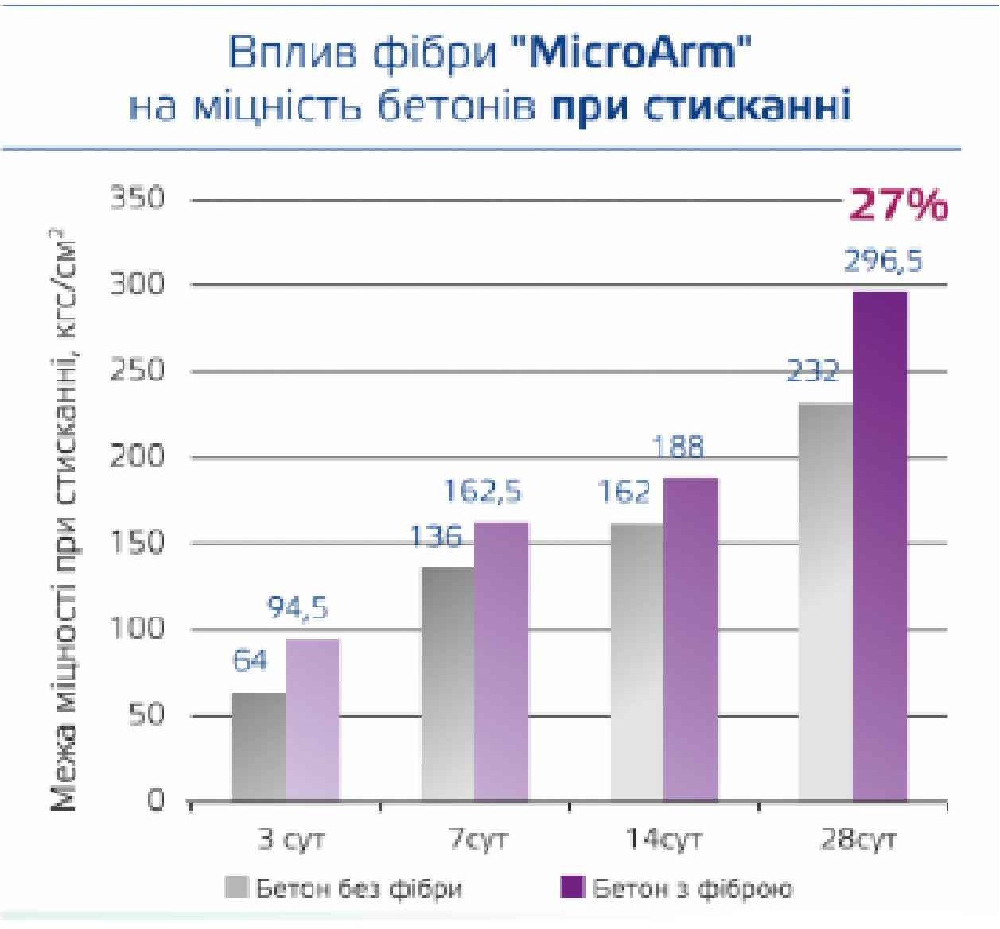 Вплив фібри "MicroArm"
на міцність бетонів при стисканні
Межа міцності при стисканні, кгс/см²
350
300
250
200
150
100
50
0
27%
296,5
232
188
162
162,5
136
94,5
64
3 сут
7сут
14сут
28сут
Бетон без фібри
Бетон з фіброю